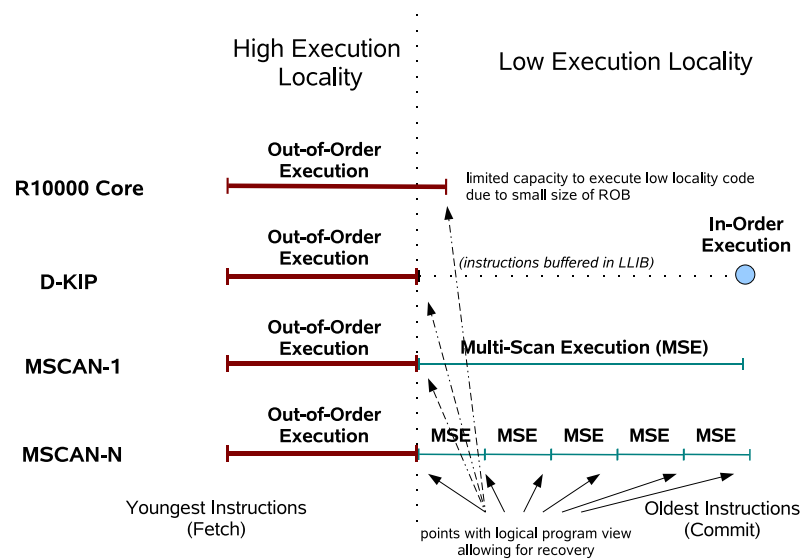 High Execution
Locality
Low Execution Locality
Out-of-Order
Execution
R10000 Core
limited capacity to execute low locality code
due to small size of ROB
In-Order
Execution
Out-of-Order
Execution
(instructions buffered in LLIB)
D-KIP
Out-of-Order
Execution
Multi-Scan Execution (MSE)
MSCAN-1
Out-of-Order
Execution
MSE MSE MSE MSE MSE
MSCAN-N
Youngest Instructions
(Fetch)
Oldest Instructions
(Commit)
points with logical program view
allowing for recovery